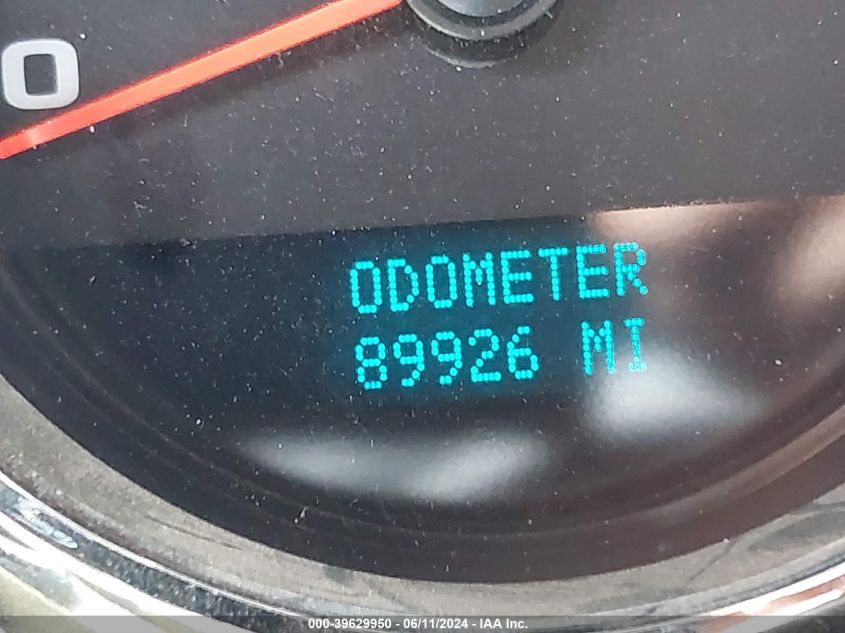 0
ODOMETER
89926 MI
000-39629950 - 06/11/2024 - IAA Inc.